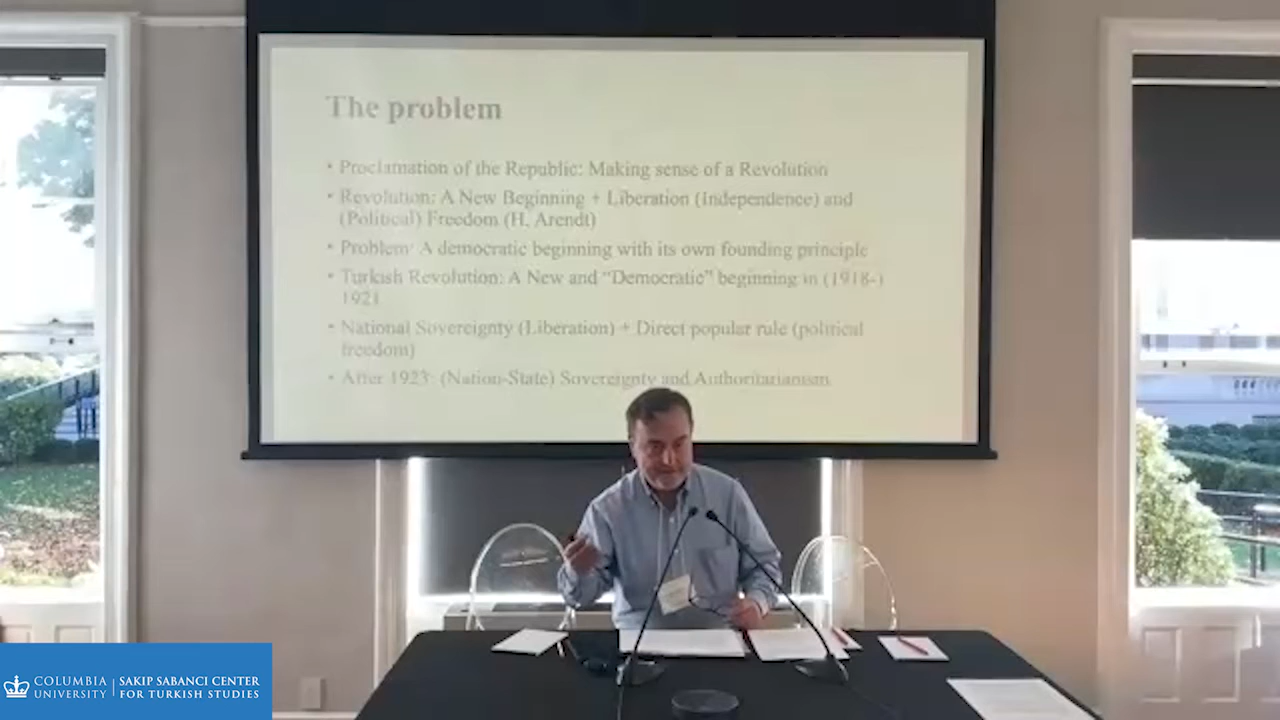 The problem
• Proclamation of the Republic: Making sense of a Revolution
• Revolution: A New Beginning + Liberation (Independence) and
(Political) Freedom (H. Arendt)
• Problem: A democratic beginning with its own founding principle
• Turkish Revolution: A New and “Democratic” beginning in (1918-)
1921
• National Sovereignty (Liberation) + Direct popular rule (political
freedom)
• After 1923: (Nation-State) Sovereignty and Authoritarianism
COLUMBIA UNIVERSITY
SAKIP SABANCI CENTER
FOR TURKISH STUDIES